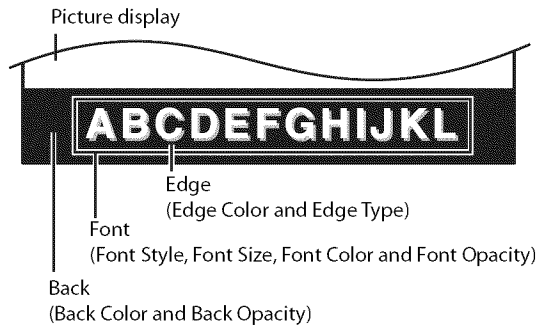 Picture display
ABCDEFGHIJKL
Edge
(Edge Color and Edge Type)
Font
(Font Style, Font Size, Font Color and Font Opacity)
Back
(Back Color and Back Opacity)